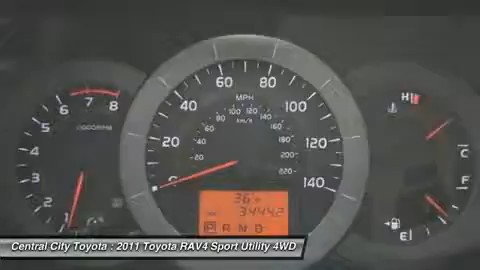 60 80
MPH
40 100
20 120
140
100 120
80 140
60 160
km/h
40 180
20 200
220
HI
7 8
x1000RPM
6
5
4
3
2
1
C
F
E
36°F
34442
P R N D
Central City Toyota : 2011 Toyota RAV4 Sport Utility 4WD